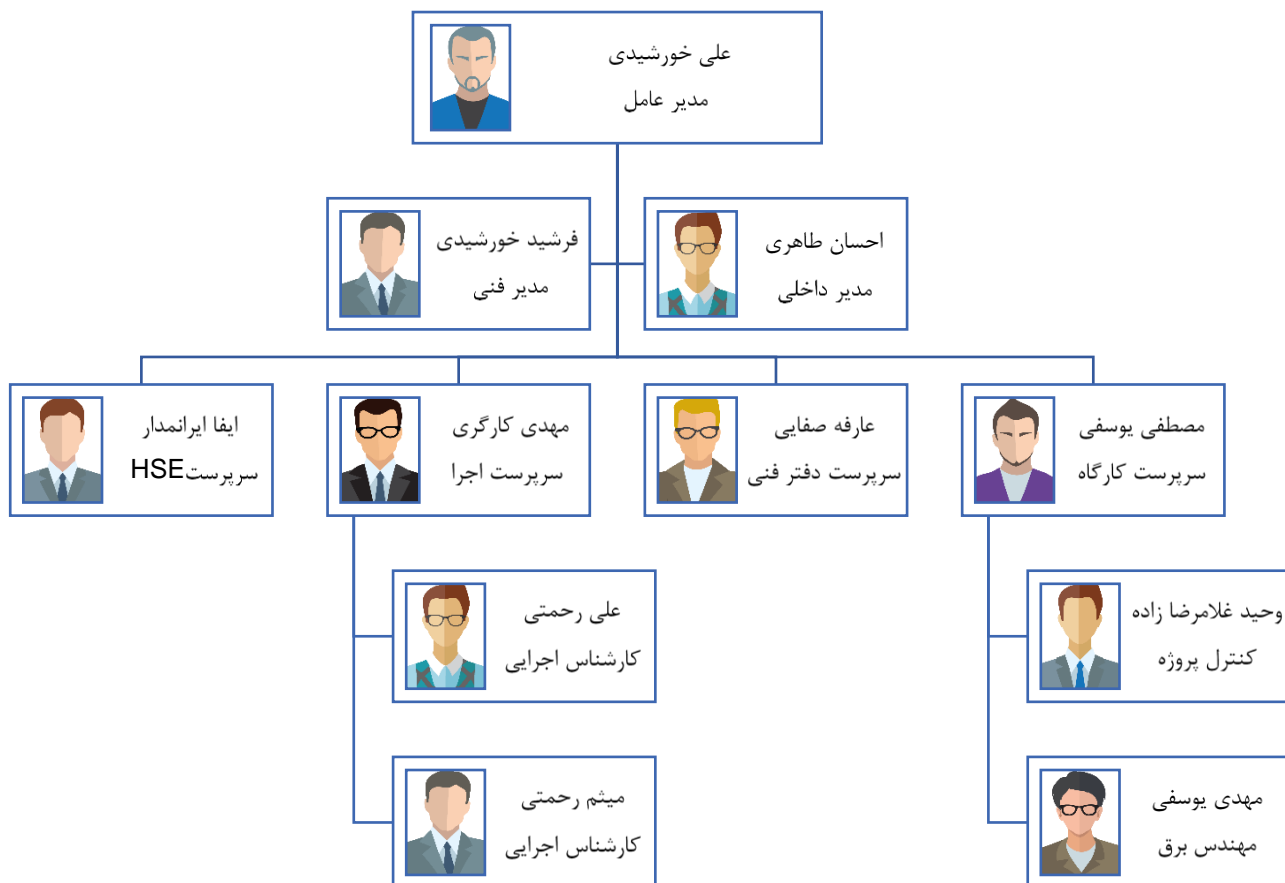 علی خورشیدی
مدیر عامل
احسان طاهری
مدیر داخلی
فرشید خورشیدی
مدیر فنی
مصطفی یوسفی
سرپرست کارگاه
عارفه صفایی
سرپرست دفتر فنی
مهدی کارگری
سرپرست اجرا
ایفا ایرانمدار
سرپرستHSE
وحید غلامرضا زاده
کنترل پروژه
علی رحمتی
کارشناس اجرایی
مهدی یوسفی
مهندس برق
میثم رحمتی
کارشناس اجرایی